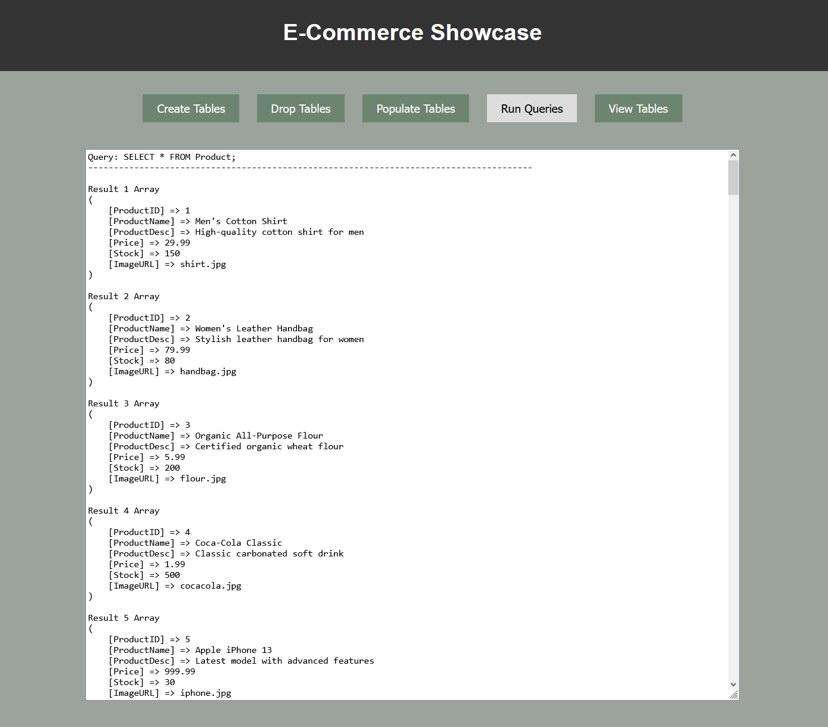 E-Commerce Showcase
Create Tables
Drop Tables
Populate Tables
Run Queries
View Tables
Query: SELECT * FROM Product;
--------------------------------------------------------------------------------------
Result 1 Array
(
[ProductID] => 1
[ProductName] => Men's Cotton Shirt
[ProductDesc] => High-quality cotton shirt for men
[Price] => 29.99
[Stock] => 150
[ImageURL] => shirt.jpg
)
Result 2 Array
(
[ProductID] => 2
[ProductName] => Women's Leather Handbag
[ProductDesc] => Stylish leather handbag for women
[Price] => 79.99
[Stock] => 80
[ImageURL] => handbag.jpg
)
Result 3 Array
(
[ProductID] => 3
[ProductName] => Organic All-Purpose Flour
[ProductDesc] => Certified organic wheat flour
[Price] => 5.99
[Stock] => 200
[ImageURL] => flour.jpg
)
Result 4 Array
(
[ProductID] => 4
[ProductName] => Coca-Cola Classic
[ProductDesc] => Classic carbonated soft drink
[Price] => 1.99
[Stock] => 500
[ImageURL] => cocacola.jpg
)
Result 5 Array
(
[ProductID] => 5
[ProductName] => Apple iPhone 13
[ProductDesc] => Latest model with advanced features
[Price] => 999.99
[Stock] => 30
[ImageURL] => iphone.jpg